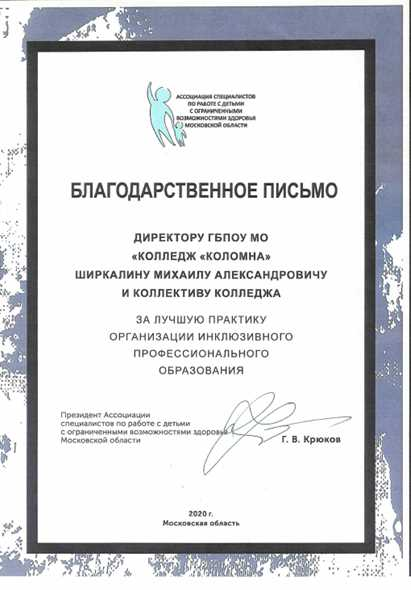 АССОЦИАЦИЯ СПЕЦИАЛИСТОВ
ПО РАБОТЕ С ДЕТЬМИ
С ОГРАНИЧЕННЫМИ
ВОЗМОЖНОСТЯМИ ЗДОРОВЬЯ
МОСКОВСКОЙ ОБЛАСТИ
БЛАГОДАРСТВЕННОЕ ПИСЬМО
ДИРЕКТОРУ ГБПОУ МО
«КОЛЛЕДЖ «КОЛОМНА»
ШИРКАЛИНУ МИХАИЛУ АЛЕКСАНДРОВИЧУ
И КОЛЛЕКТИВУ КОЛЛЕДЖА
ЗА ЛУЧШУЮ ПРАКТИКУ
ОРГАНИЗАЦИИ ИНКЛЮЗИВНОГО
ПРОФЕССИОНАЛЬНОГО
ОБРАЗОВАНИЯ
Президент Ассоциации
специалистов по работе с детьми
с ограниченными возможностями здоровья
Московской области
Г. В. Крюков
2020 г.
Московская область